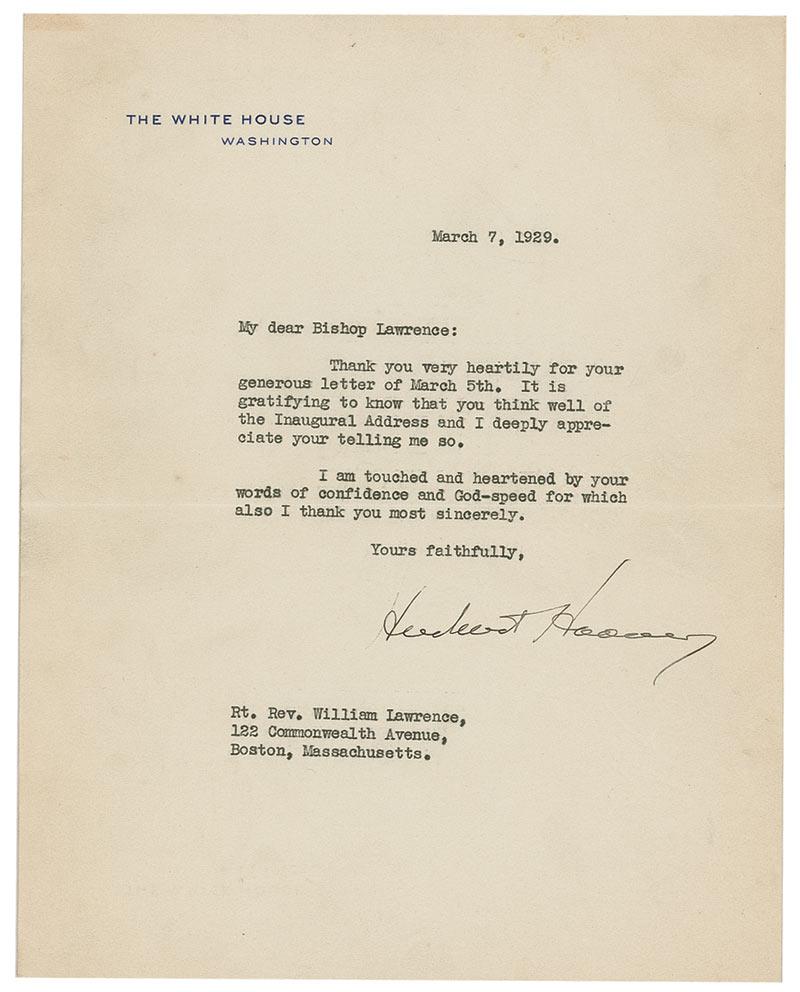 THE WHITE HOUSE
WASHINGTON
March 7, 1929.
My dear Bishop Lawrence:
Thank you very heartily for your
generous letter of March 5th. It is
gratifying to know that you think well of
the Inaugural Address and I deeply appre-
ciate your telling me so.
I am touched and heartened by your
words of confidence and God-speed for which
also I thank you most sincerely.
Yours faithfully,
Herbert Hoover
Rt. Rev. William Lawrence,
122 Commonwealth Avenue,
Boston, Massachusetts.